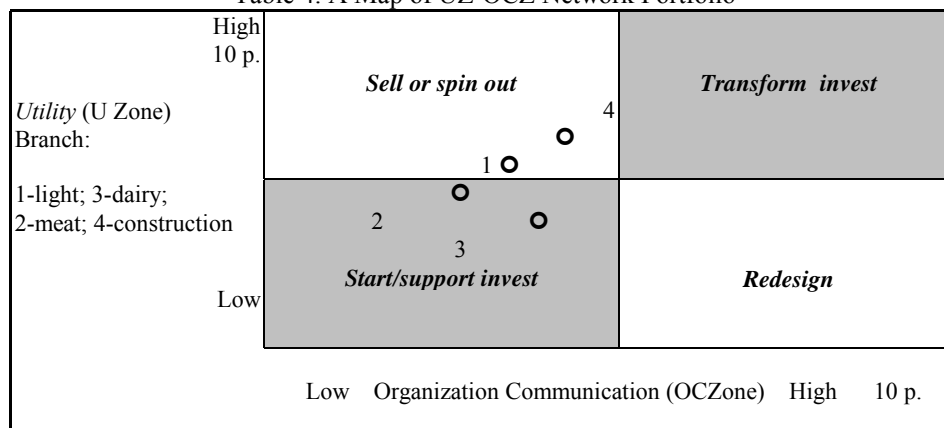 Table 4. A Map of UZ-OCZ Network Portfolio
High
10 p.
Sell or spin out
Transform invest
Utility (U Zone)
4
Branch:
1
1-light; 3-dairy;
2-meat; 4-construction
2
3
Start/support invest
Redesign
Low
Low Organization Communication (OCZone) High 10 p.